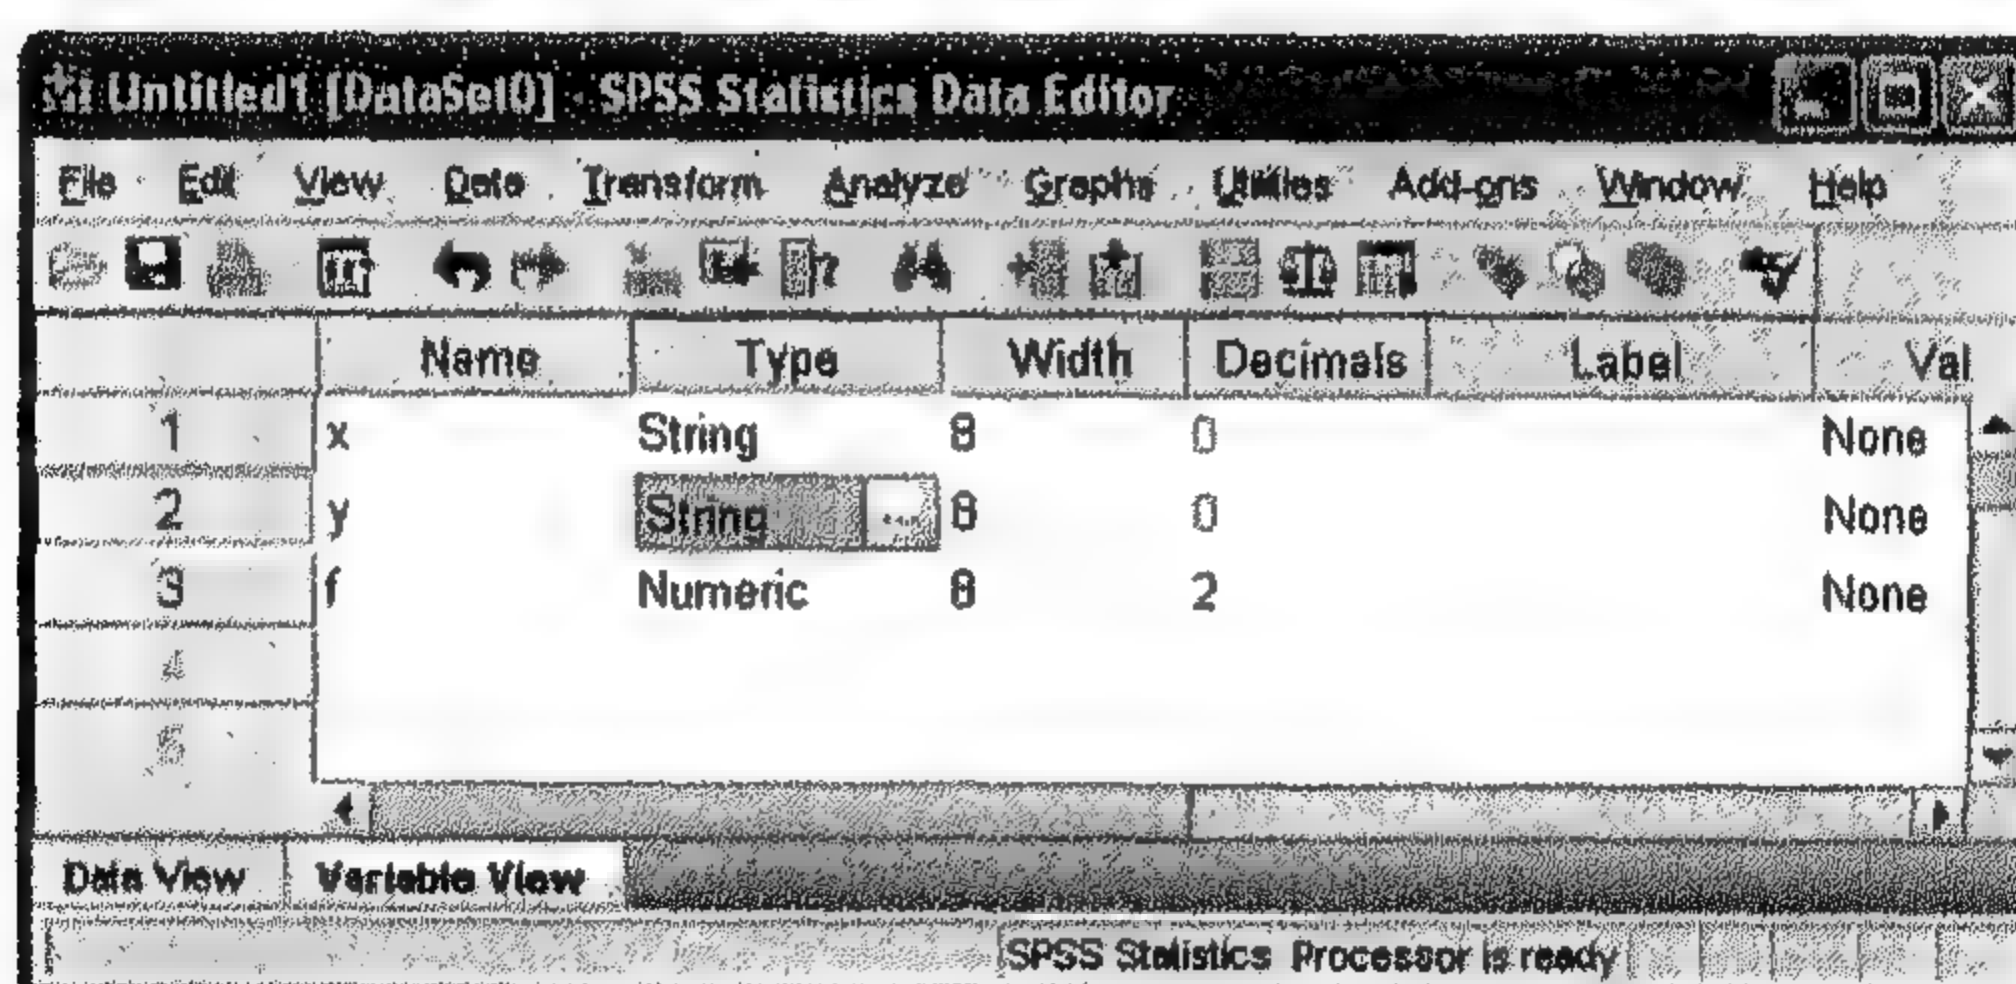 Untitled1 [DataSet0] - SPSS Statistics Data Editor
File Edit View Data Transform Analyze Graphs Utilities Add-ons Window Help
Name Type Width Decimals Label Val
1 x String 8 0 None
2 y String ... 8 0 None
3 f Numeric 8 2 None
4
5
Data View Variable View
SPSS Statistics Processor is ready